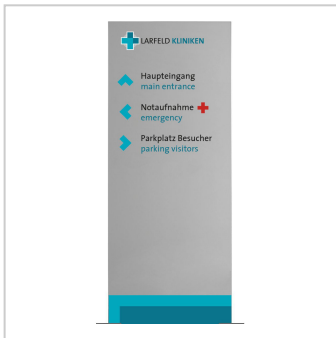 LARFELD KLINIKEN
Haupteingang
main entrance
Notaufnahme
emergency
Parkplatz Besucher
parking visitors